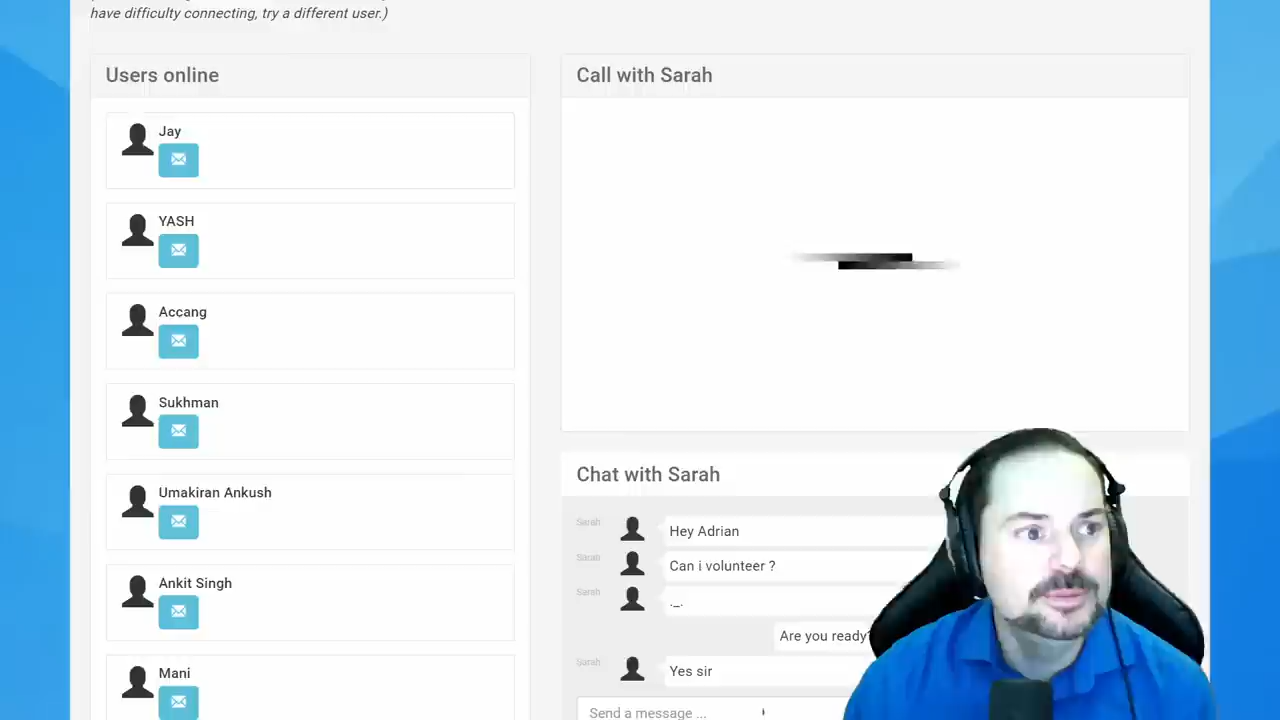 have difficulty connecting, try a different user.)
Users online
Jay
YASH
Accang
Sukhman
Umakiran Ankush
Ankit Singh
Mani
Call with Sarah
Chat with Sarah
Sarah Hey Adrian
Sarah Can i volunteer ?
Sarah ._.
Are you ready?
Sarah Yes sir
Send a message ...